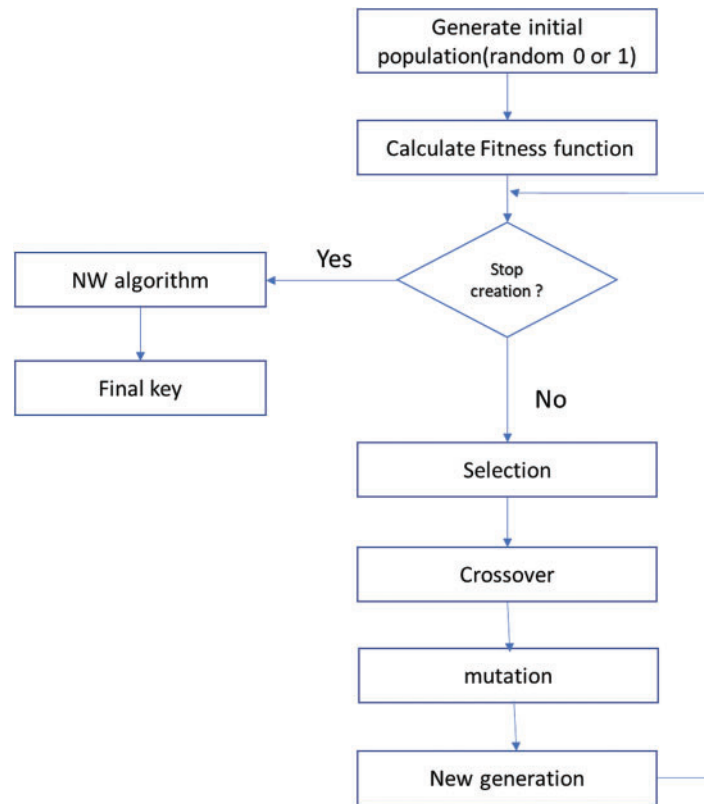 Generate initial
population(random 0 or 1)
Calculate Fitness function
Stop
creation ?
Yes
NW algorithm
Final key
No
Selection
Crossover
mutation
New generation